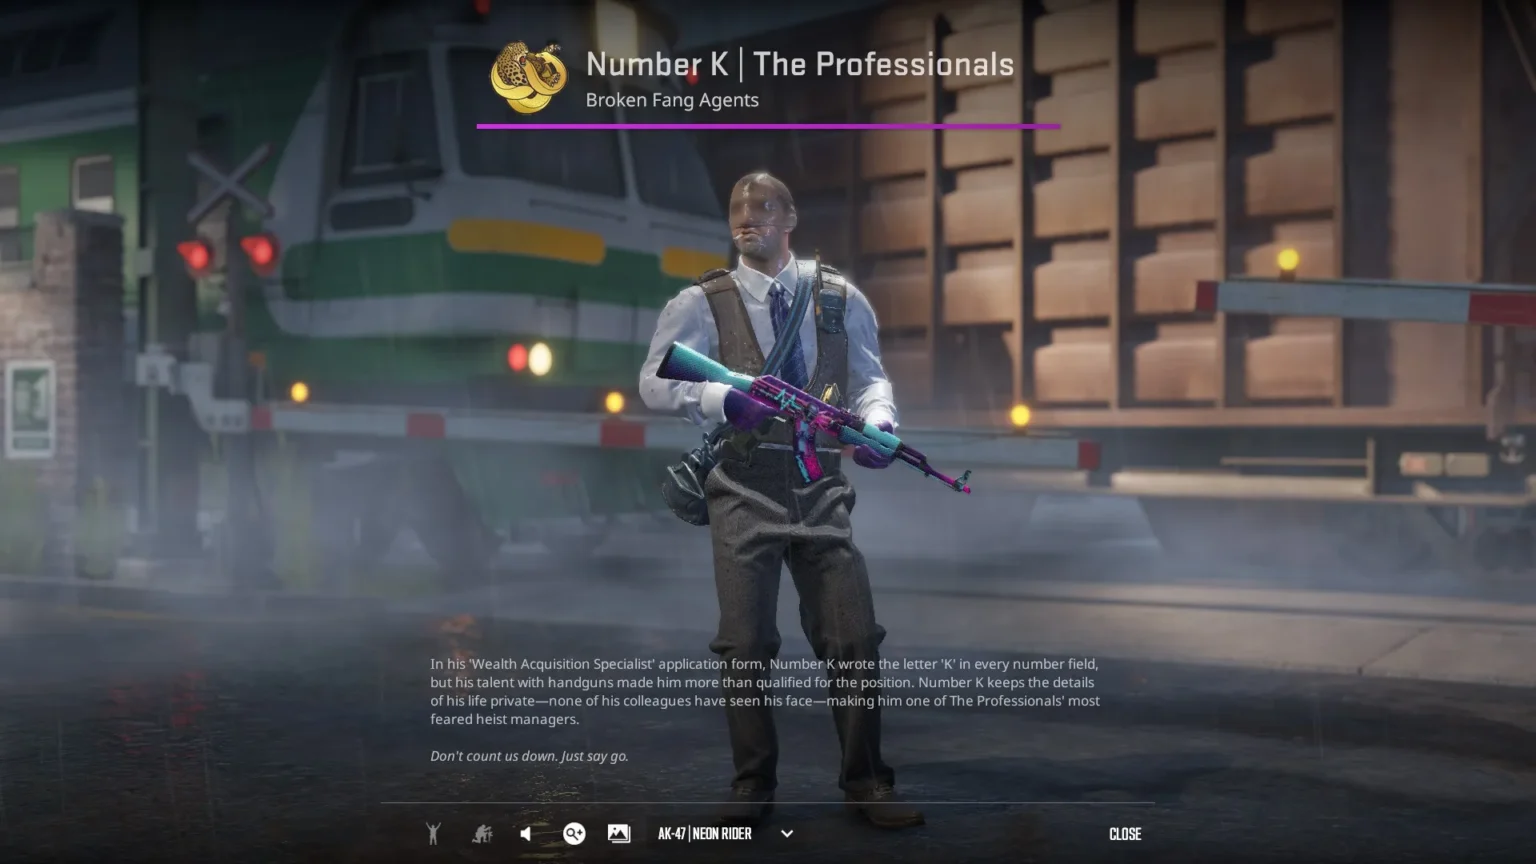 Number K | The Professionals
Broken Fang Agents
In his 'Wealth Acquisition Specialist' application form, Number K wrote the letter 'K' in every number field,
but his talent with handguns made him more than qualified for the position. Number K keeps the details
of his life private—none of his colleagues have seen his face—making him one of The Professionals' most
feared heist managers.
Don't count us down. Just say go.
AK-47 | NEON RIDER
CLOSE